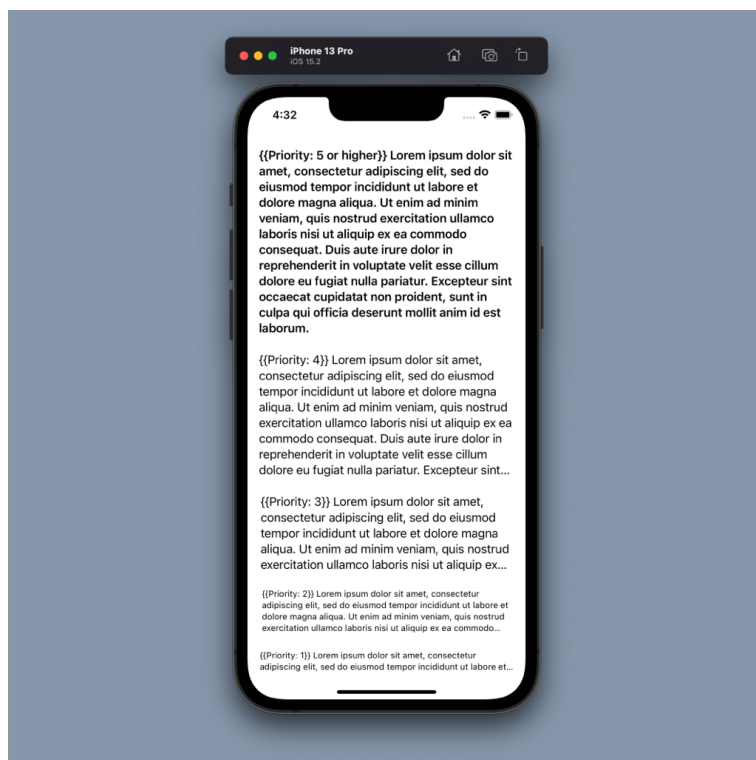 iPhone 13 Pro
iOS 15.2
4:32
{{Priority: 5 or higher}} Lorem ipsum dolor sit
amet, consectetur adipiscing elit, sed do
eiusmod tempor incididunt ut labore et
dolore magna aliqua. Ut enim ad minim
veniam, quis nostrud exercitation ullamco
laboris nisi ut aliquip ex ea commodo
consequat. Duis aute irure dolor in
reprehenderit in voluptate velit esse cillum
dolore eu fugiat nulla pariatur. Excepteur sint
occaecat cupidatat non proident, sunt in
culpa qui officia deserunt mollit anim id est
laborum.
{{Priority: 4}} Lorem ipsum dolor sit amet,
consectetur adipiscing elit, sed do eiusmod
tempor incididunt ut labore et dolore magna
aliqua. Ut enim ad minim veniam, quis nostrud
exercitation ullamco laboris nisi ut aliquip ex ea
commodo consequat. Duis aute irure dolor in
reprehenderit in voluptate velit esse cillum
dolore eu fugiat nulla pariatur. Excepteur sint...
{{Priority: 3}} Lorem ipsum dolor sit amet,
consectetur adipiscing elit, sed do eiusmod
tempor incididunt ut labore et dolore magna
aliqua. Ut enim ad minim veniam, quis nostrud
exercitation ullamco laboris nisi ut aliquip ex...
{{Priority: 2}} Lorem ipsum dolor sit amet, consectetur
adipiscing elit, sed do eiusmod tempor incididunt ut labore et
dolore magna aliqua. Ut enim ad minim veniam, quis nostrud
exercitation ullamco laboris nisi ut aliquip ex ea commodo...
{{Priority: 1}} Lorem ipsum dolor sit amet, consectetur
adipiscing elit, sed do eiusmod tempor incididunt ut labore et...